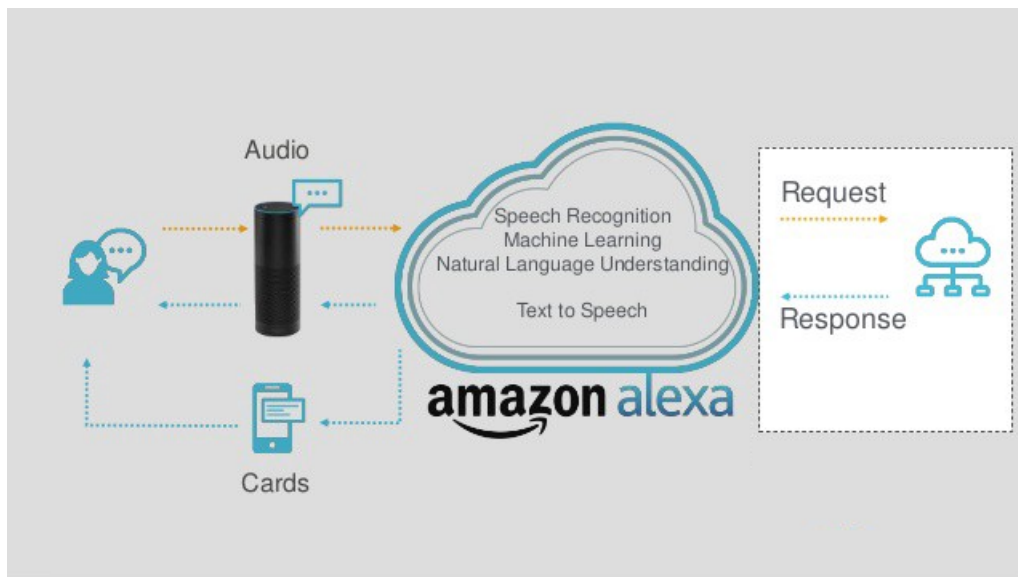 Audio
Speech Recognition
Machine Learning
Natural Language Understanding
Text to Speech
amazon alexa
Cards
Request
Response